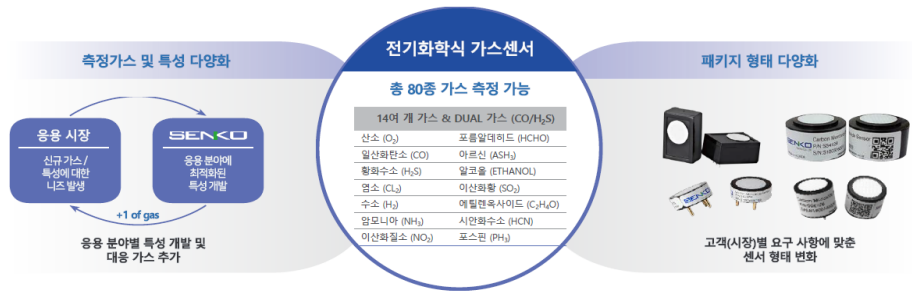 측정가스 및 특성 다양화
응용 시장
신규 가스 /
특성에 대한
니즈 발생
SENKO
응용 분야에
최적화된
특성 개발
+1 of gas
응용 분야별 특성 개발 및
대응 가스 추가
전기화학식 가스센서
총 80종 가스 측정 가능
14여 개 가스 & DUAL 가스 (CO/H₂S)
산소 (O₂) 포름알데이드 (HCHO)
일산화탄소 (CO) 아르신 (ASH₃)
황화수소 (H₂S) 알코올 (ETHANOL)
염소 (CL₂) 이산화황 (SO₂)
수소 (H₂) 에틸렌옥사이드 (C₂H₄O)
암모니아 (NH₃) 시안화수소 (HCN)
이산화질소 (NO₂) 포스핀 (PH₃)
패키지 형태 다양화
SENKO
SENKO
고객(시장)별 요구 사항에 맞춘
센서 형태 변화